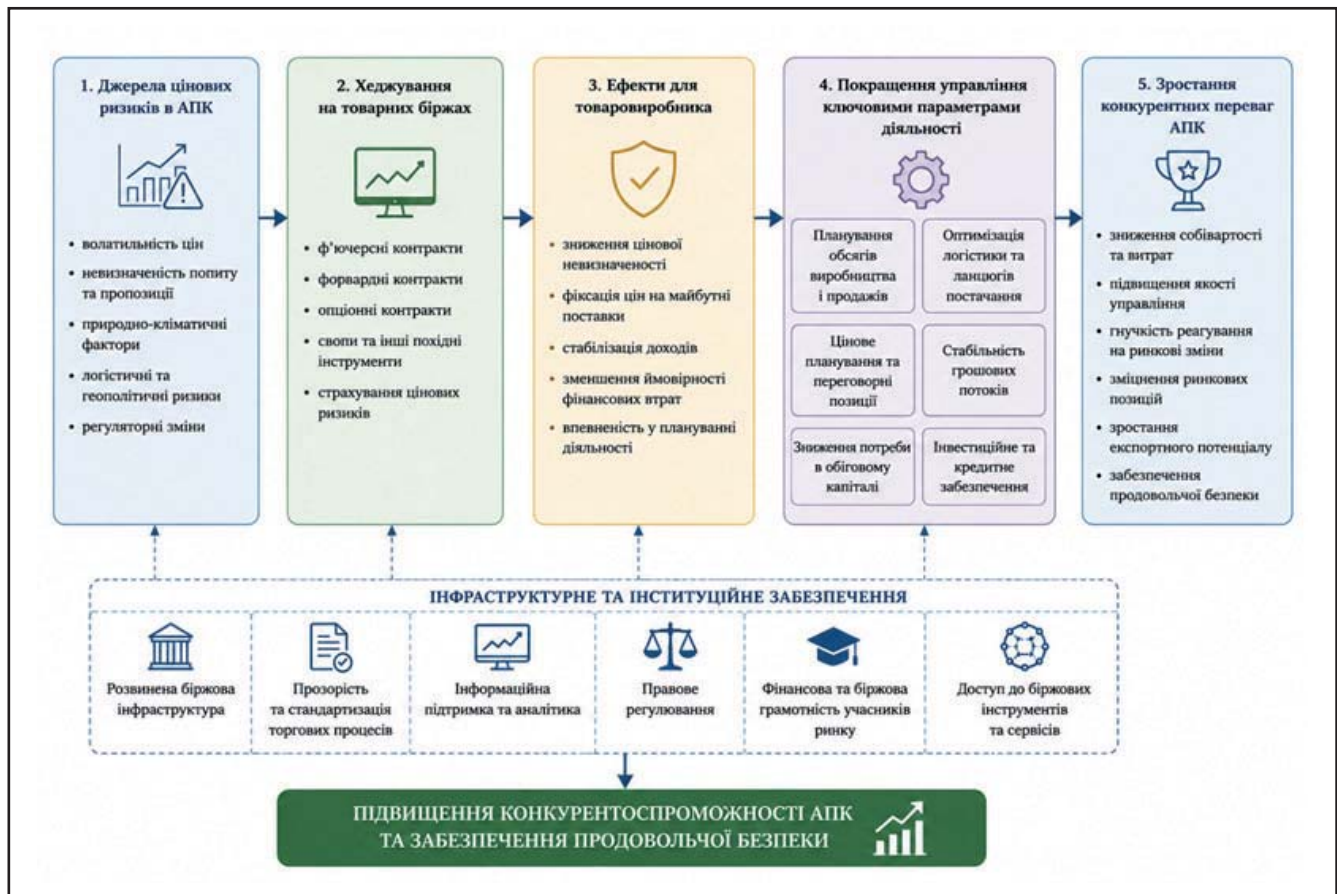 1. Джерела цінових
ризиків в АПК
• волатильність цін
• невизначеність попиту
та пропозиції
• природно-кліматичні
фактори
• логістичні та
геополітичні ризики
• регуляторні зміни
2. Хеджування
на товарних біржах
• ф'ючерсні контракти
• форвардні контракти
• опціонні контракти
• свопи та інші похідні
інструменти
• страхування цінових
ризиків
3. Ефекти для
товаровиробника
• зниження цінової
невизначеності
• фіксація цін на майбутні
поставки
• стабілізація доходів
• зменшення ймовірності
фінансових втрат
• впевненість у плануванні
діяльності
4. Покращення управління
ключовими параметрами
діяльності
Планування
обсягів
виробництва
і продажів
Оптимізація
логістики та
ланцюгів
постачання
Цінове
планування та
переговорні
позиції
Стабільність
грошових
потоків
Зниження потреби
в обіговому
капіталі
Інвестиційне та
кредитне
забезпечення
5. Зростання
конкурентних переваг
АПК
• зниження собівартості
та витрат
• підвищення якості
управління
• гнучкість реагування
на ринкові зміни
• зміцнення ринкових
позицій
• зростання
експортного потенціалу
• забезпечення
продовольчої безпеки
ІНФРАСТРУКТУРНЕ ТА ІНСТИТУЦІЙНЕ ЗАБЕЗПЕЧЕННЯ
Розвинена біржова
інфраструктура
Прозорість
та стандартизація
торгових процесів
Інформаційна
підтримка та аналітика
Правове
регулювання
Фінансова та біржова
грамотність учасників
ринку
Доступ до біржових
інструментів
та сервісів
ПІДВИЩЕННЯ КОНКУРЕНТОСПРОМОЖНОСТІ АПК
ТА ЗАБЕЗПЕЧЕННЯ ПРОДОВОЛЬЧОЇ БЕЗПЕКИ